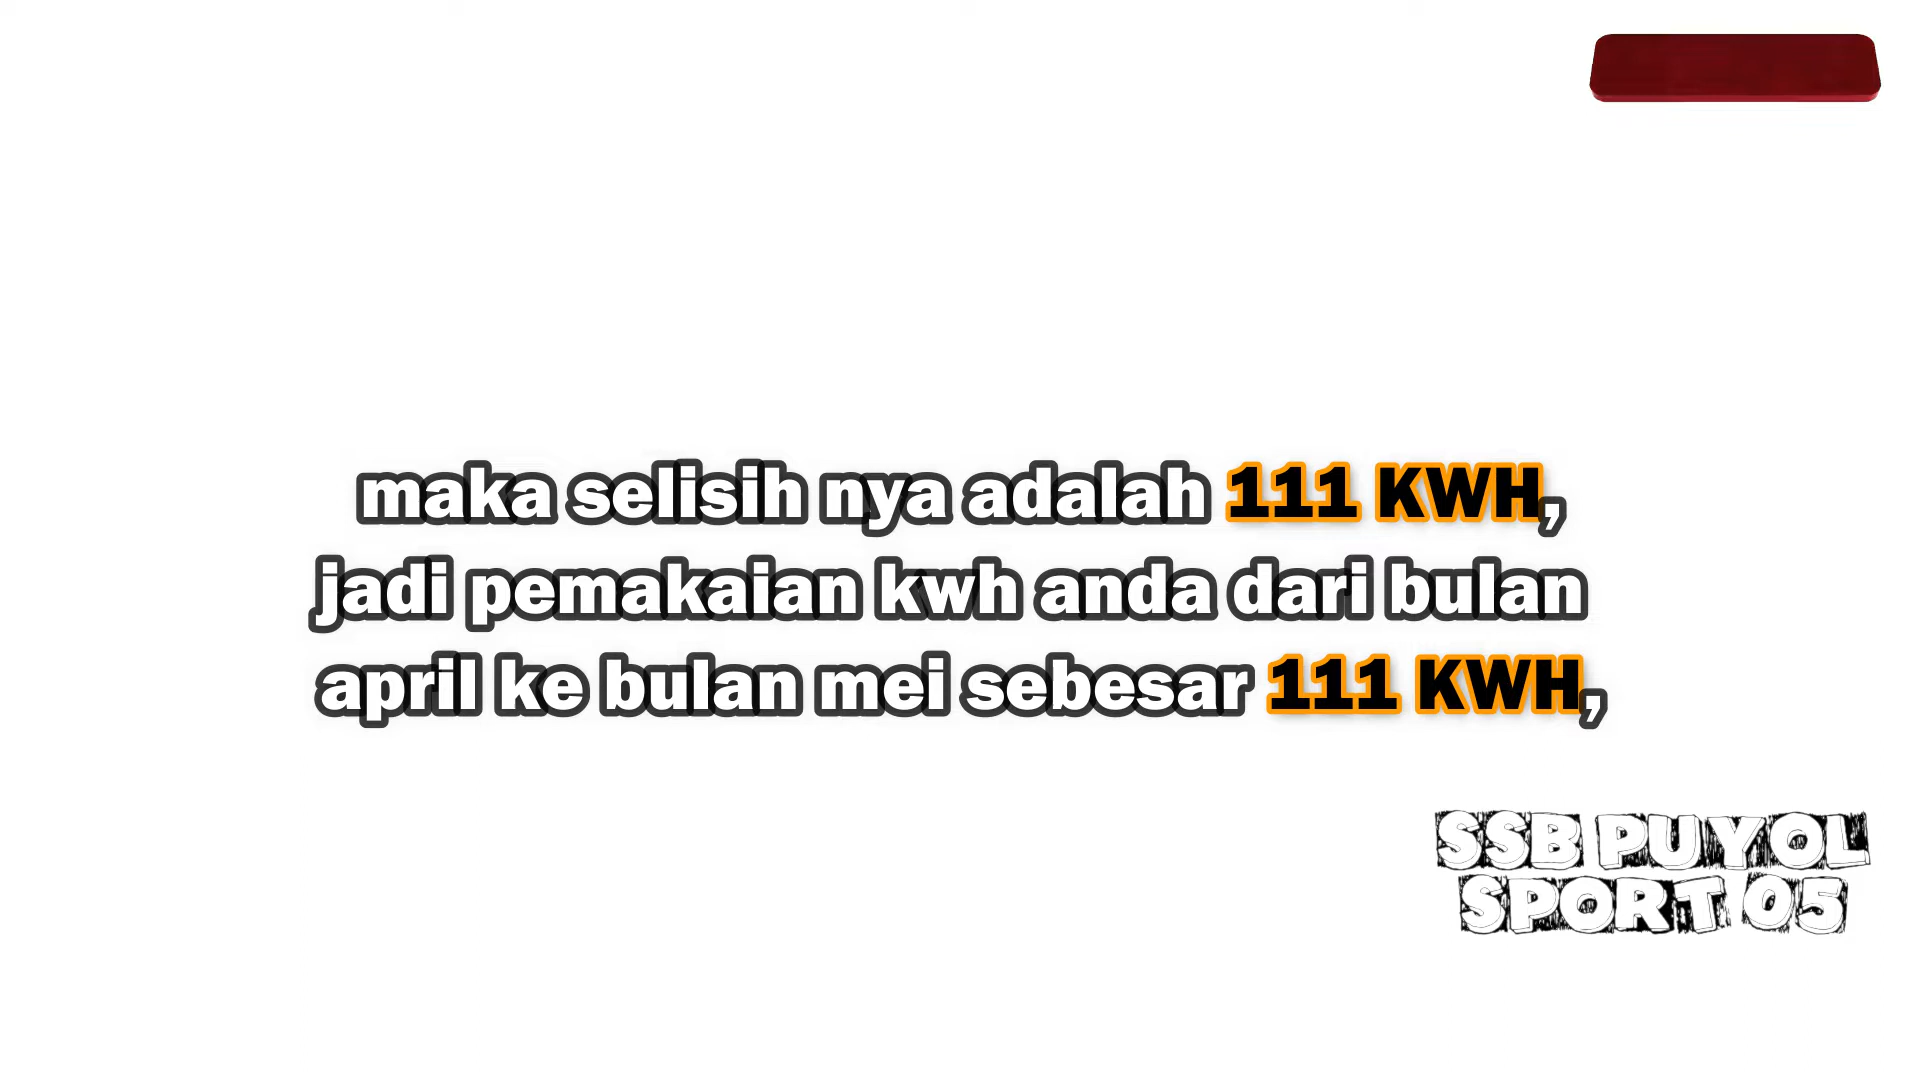 maka selisih nya adalah 111 KWH,
jadi pemakaian kwh anda dari bulan
april ke bulan mei sebesar 111 KWH,
SSB PUYOL
SPORT 05